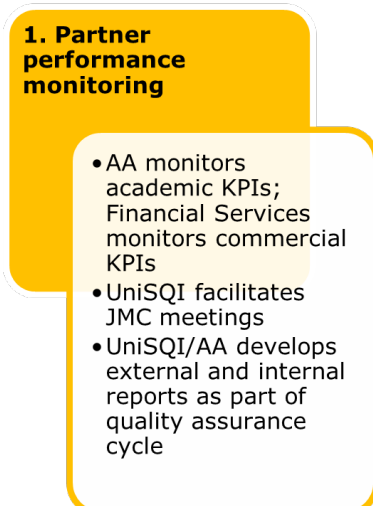 1. Partner
performance
monitoring
•AA monitors
academic KPIs;
Financial Services
monitors commercial
KPIs
•UniSQI facilitates
JMC meetings
•UniSQI/AA develops
external and internal
reports as part of
quality assurance
cycle